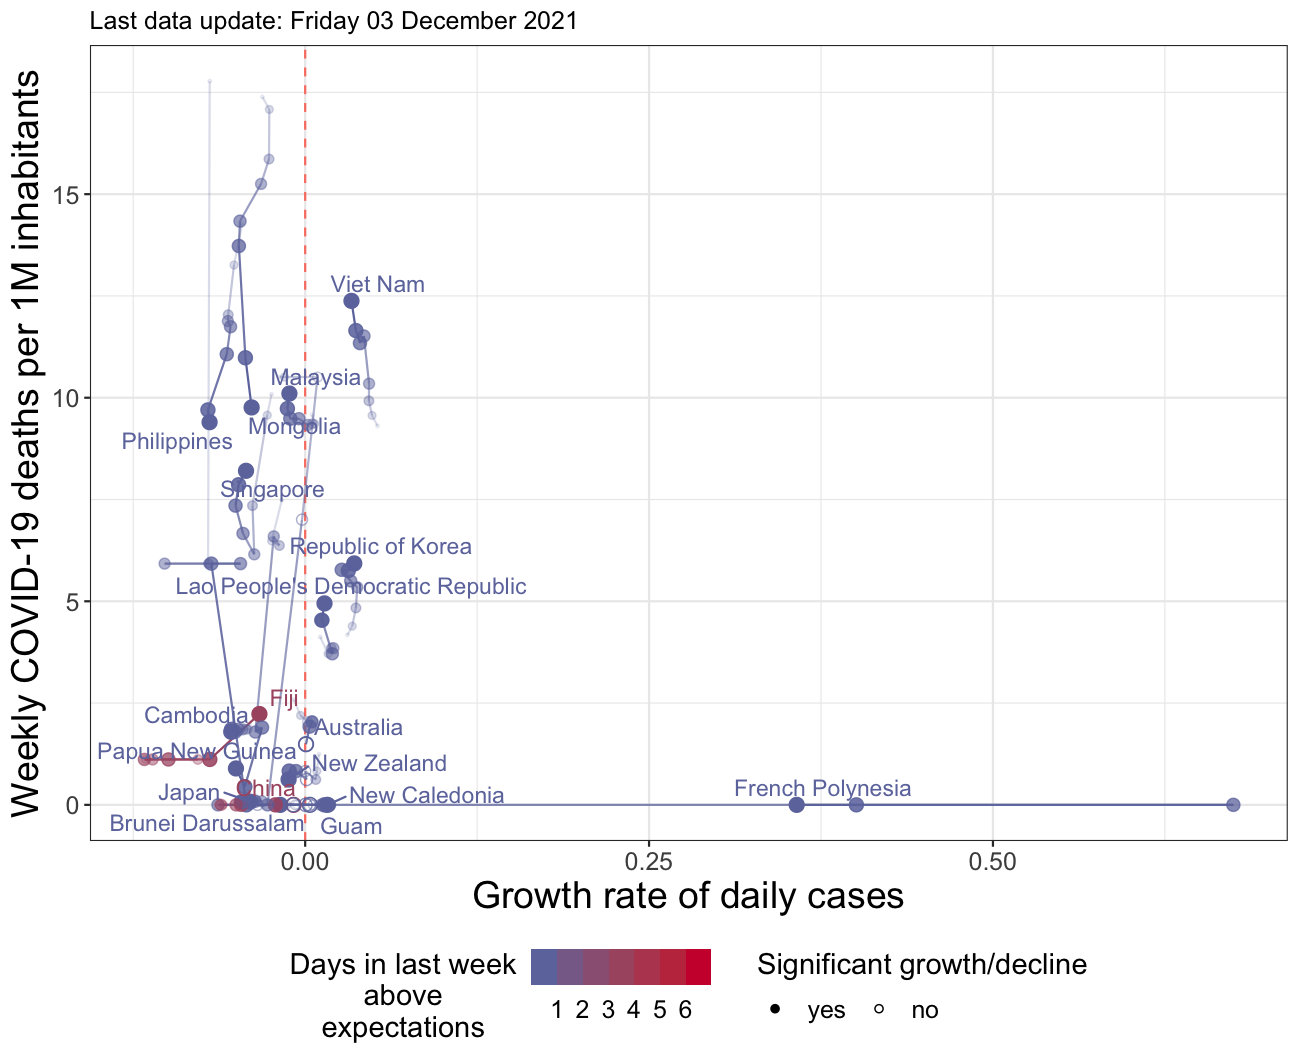 Last data update: Friday 03 December 2021
Weekly COVID-19 deaths per 1M inhabitants
15
10
5
0
Viet Nam
Malaysia
Mongolia
Philippines
Singapore
Republic of Korea
Lao People's Democratic Republic
Fiji
Cambodia
Australia
Papua New Guinea
New Zealand
China
Japan
New Caledonia
French Polynesia
Brunei Darussalam
Guam
0.00
0.25
0.50
Growth rate of daily cases
Days in last week
above
expectations
1 2 3 4 5 6
Significant growth/decline
yes
no